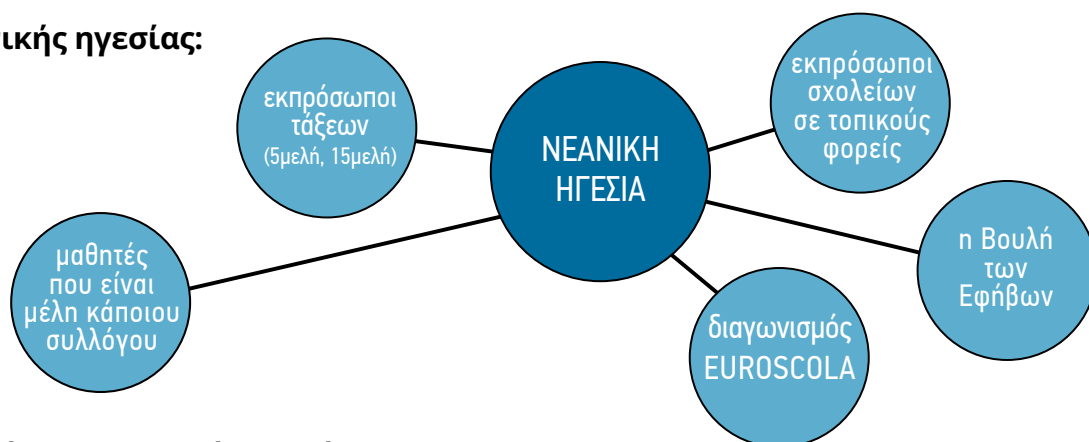 ηγεσίας:
εκπρόσωποι
τάξεων
(5μελή, 15μελή)
ΝΕΑΝΙΚΗ
ΗΓΕΣΙΑ
εκπρόσωποι
σχολείων
σε τοπικούς
φορείς
μαθητές
που είναι
μέλη κάποιου
συλλόγου
διαγωνισμός
EUROSCOLA
η Βουλή
των
Εφήβων